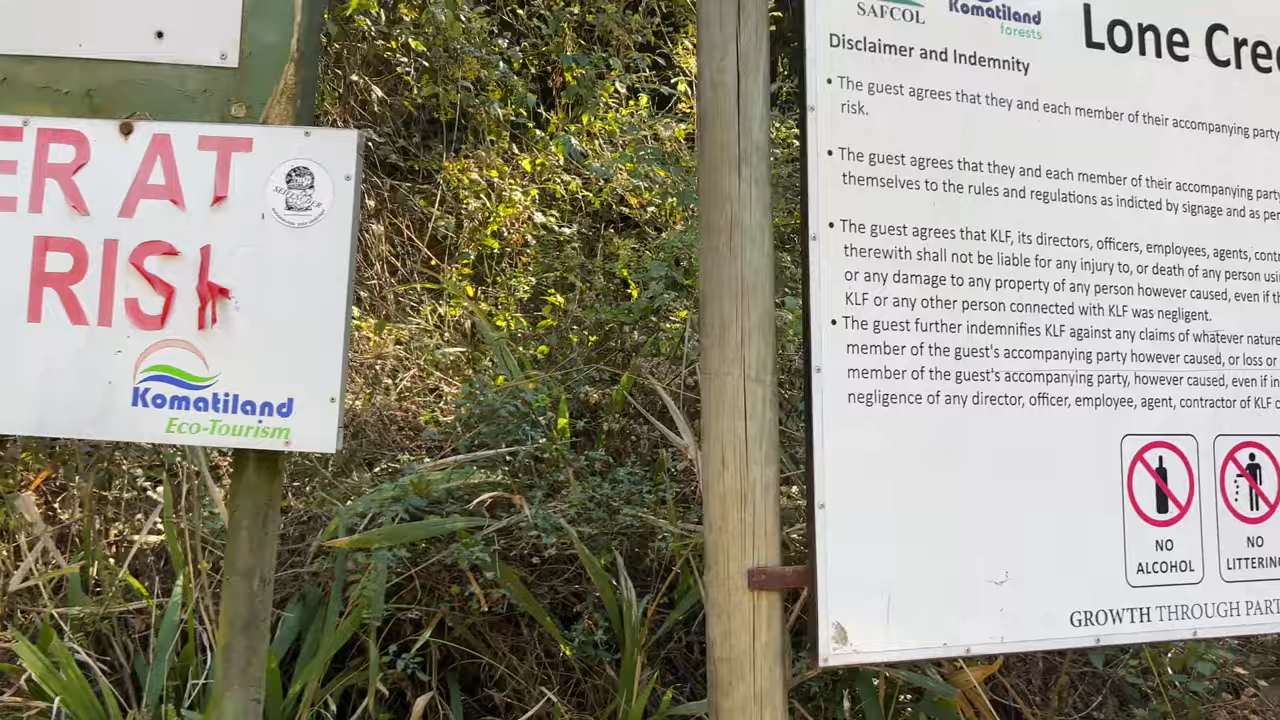 ER AT
RISK
Komatiland
Eco-Tourism
SAFCOL
Komatiland
forests
Lone Cree
Disclaimer and Indemnity
• The guest agrees that they and each member of their accompanying party
risk.
• The guest agrees that they and each member of their accompanying party
themselves to the rules and regulations as indicted by signage and as per
• The guest agrees that KLF, its directors, officers, employees, agents, contr
therewith shall not be liable for any injury to, or death of any person usi
or any damage to property of any person however caused, even if th
KLF or any other person connected with KLF was negligent.
• The guest further indemnifies KLF against any claims of whatever nature
member of the guest's accompanying party however caused, or loss or
member of the guest's accompanying party, however caused, even if in
negligence of any director, officer, employee, agent, contractor of KLF o
NO
ALCOHOL
NO
LITTERING
GROWTH THROUGH PART